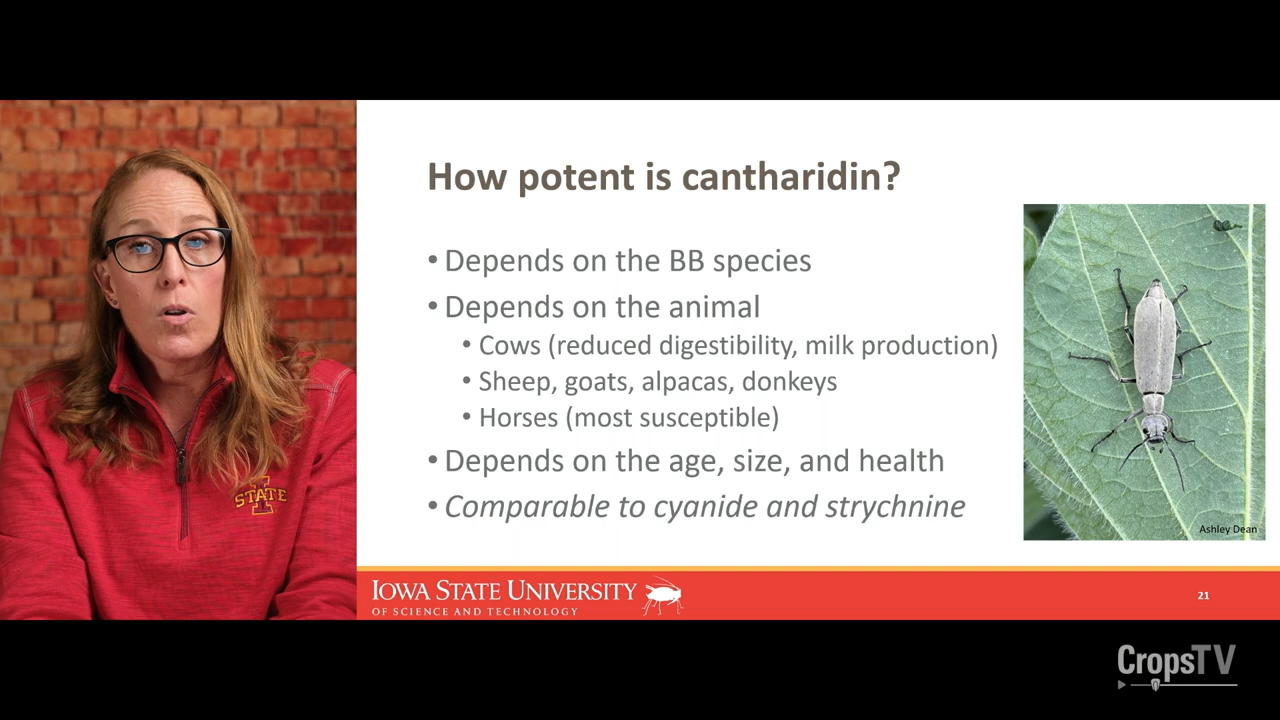 How potent is cantharidin?
• Depends on the BB species
• Depends on the animal
• Cows (reduced digestibility, milk production)
• Sheep, goats, alpacas, donkeys
• Horses (most susceptible)
• Depends on the age, size, and health
• Comparable to cyanide and strychnine
Ashley Dean
STATE
IOWA STATE UNIVERSITY
OF SCIENCE AND TECHNOLOGY
21
CropsTV